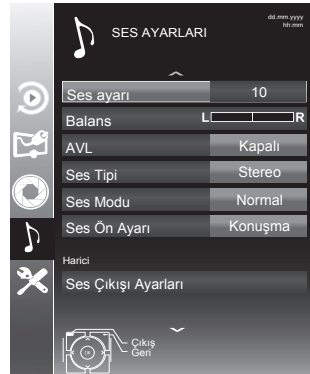 SES AYARLARI
dd.mm.yyyy
hh:mm
Ses ayarı 10
Balans L R
AVL Kapalı
Ses Tipi Stereo
Ses Modu Normal
Ses Ön Ayarı Konuşma
Harici
Ses Çıkışı Ayarları
Çıkış
Geri
OK